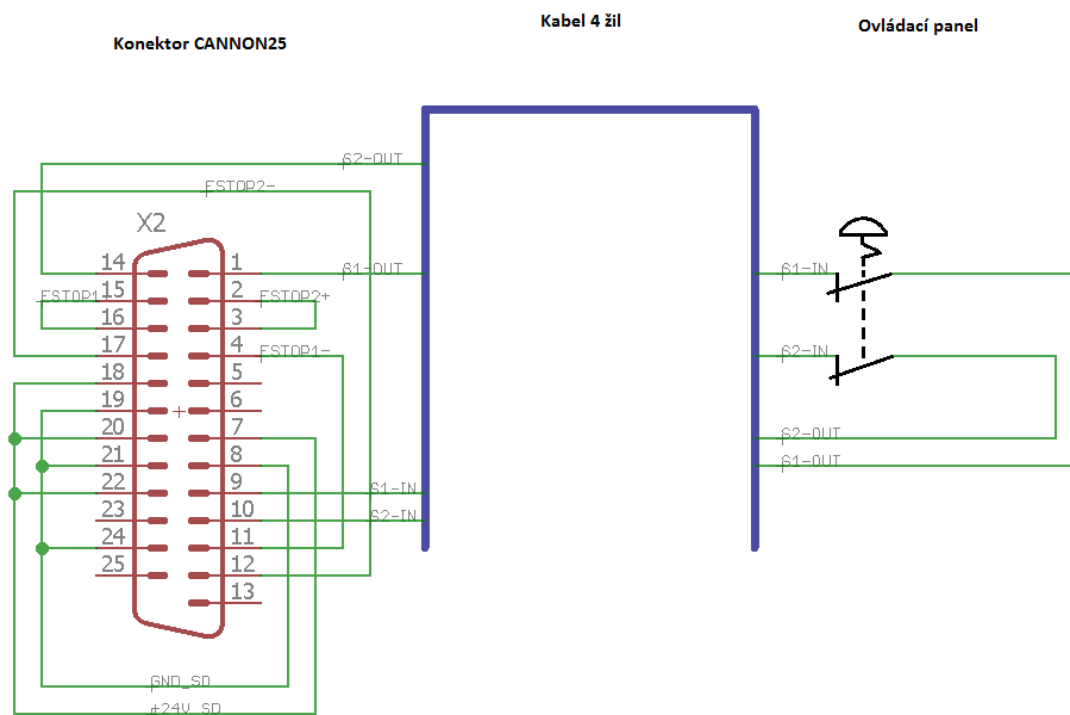 Konektor CANNON25
Kabel 4 žil
Ovládací panel
S2-OUT
ESTOP2-
X2
14
1
S1-OUT
S1-IN
ESTOP1
15
2
ESTOP2+
16
3
17
4
ESTOP1-
S2-IN
18
5
19
6
20
7
S2-OUT
21
8
S1-OUT
22
9
S1-IN
23
10
S2-IN
24
11
25
12
13
GND_SD
+24V_SD